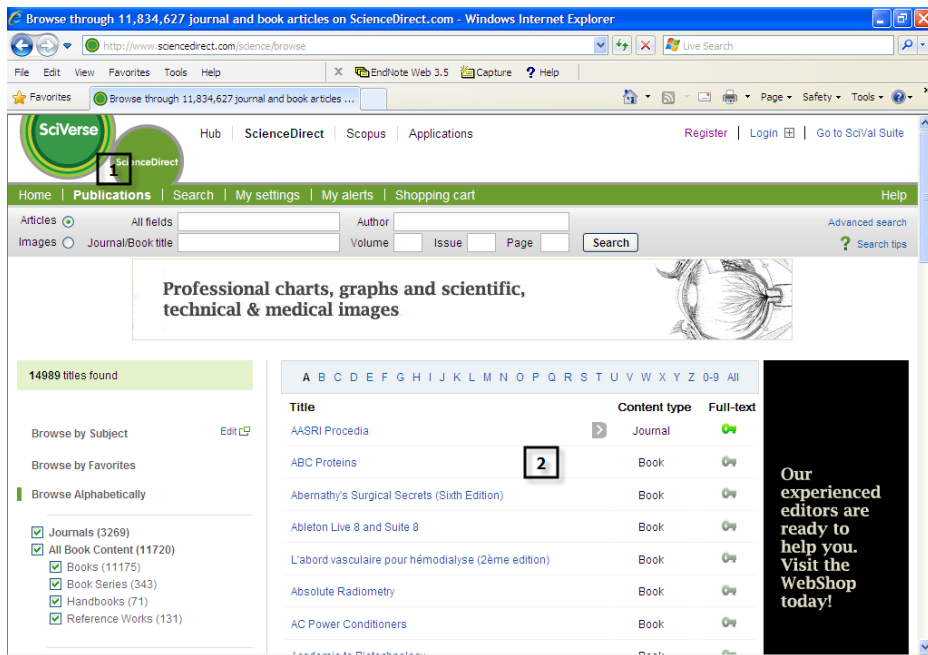 Browse through 11,834,627 journal and book articles on ScienceDirect.com - Windows Internet Explorer
http://www.sciencedirect.com/science/browse Live Search
File Edit View Favorites Tools Help X EndNote Web 3.5 Capture ? Help
Favorites Browse through 11,834,627 journal and book articles ... Page Safety Tools
SciVerse ScienceDirect
Hub | ScienceDirect | Scopus | Applications Register | Login | Go to SciVal Suite
1
Home | Publications | Search | My settings | My alerts | Shopping cart Help
Articles All fields Author Advanced search
Images Journal/Book title Volume Issue Page Search ? Search tips
Professional charts, graphs and scientific,
technical & medical images
14989 titles found
A B C D E F G H I J K L M N O P Q R S T U V W X Y Z 0-9 All
Title Content type Full-text
Browse by Subject Edit
AASRI Procedia Journal
Browse by Favorites
ABC Proteins 2 Book
Browse Alphabetically
Abernathy's Surgical Secrets (Sixth Edition) Book
Journals (3269)
Ableton Live 8 and Suite 8 Book
All Book Content (11720)
Books (11175)
L'abord vasculaire pour hémodialyse (2ème edition) Book
Book Series (343)
Handbooks (71)
Absolute Radiometry Book
Reference Works (131)
AC Power Conditioners Book
Our
experienced
editors are
ready to
help you.
Visit the
WebShop
today!